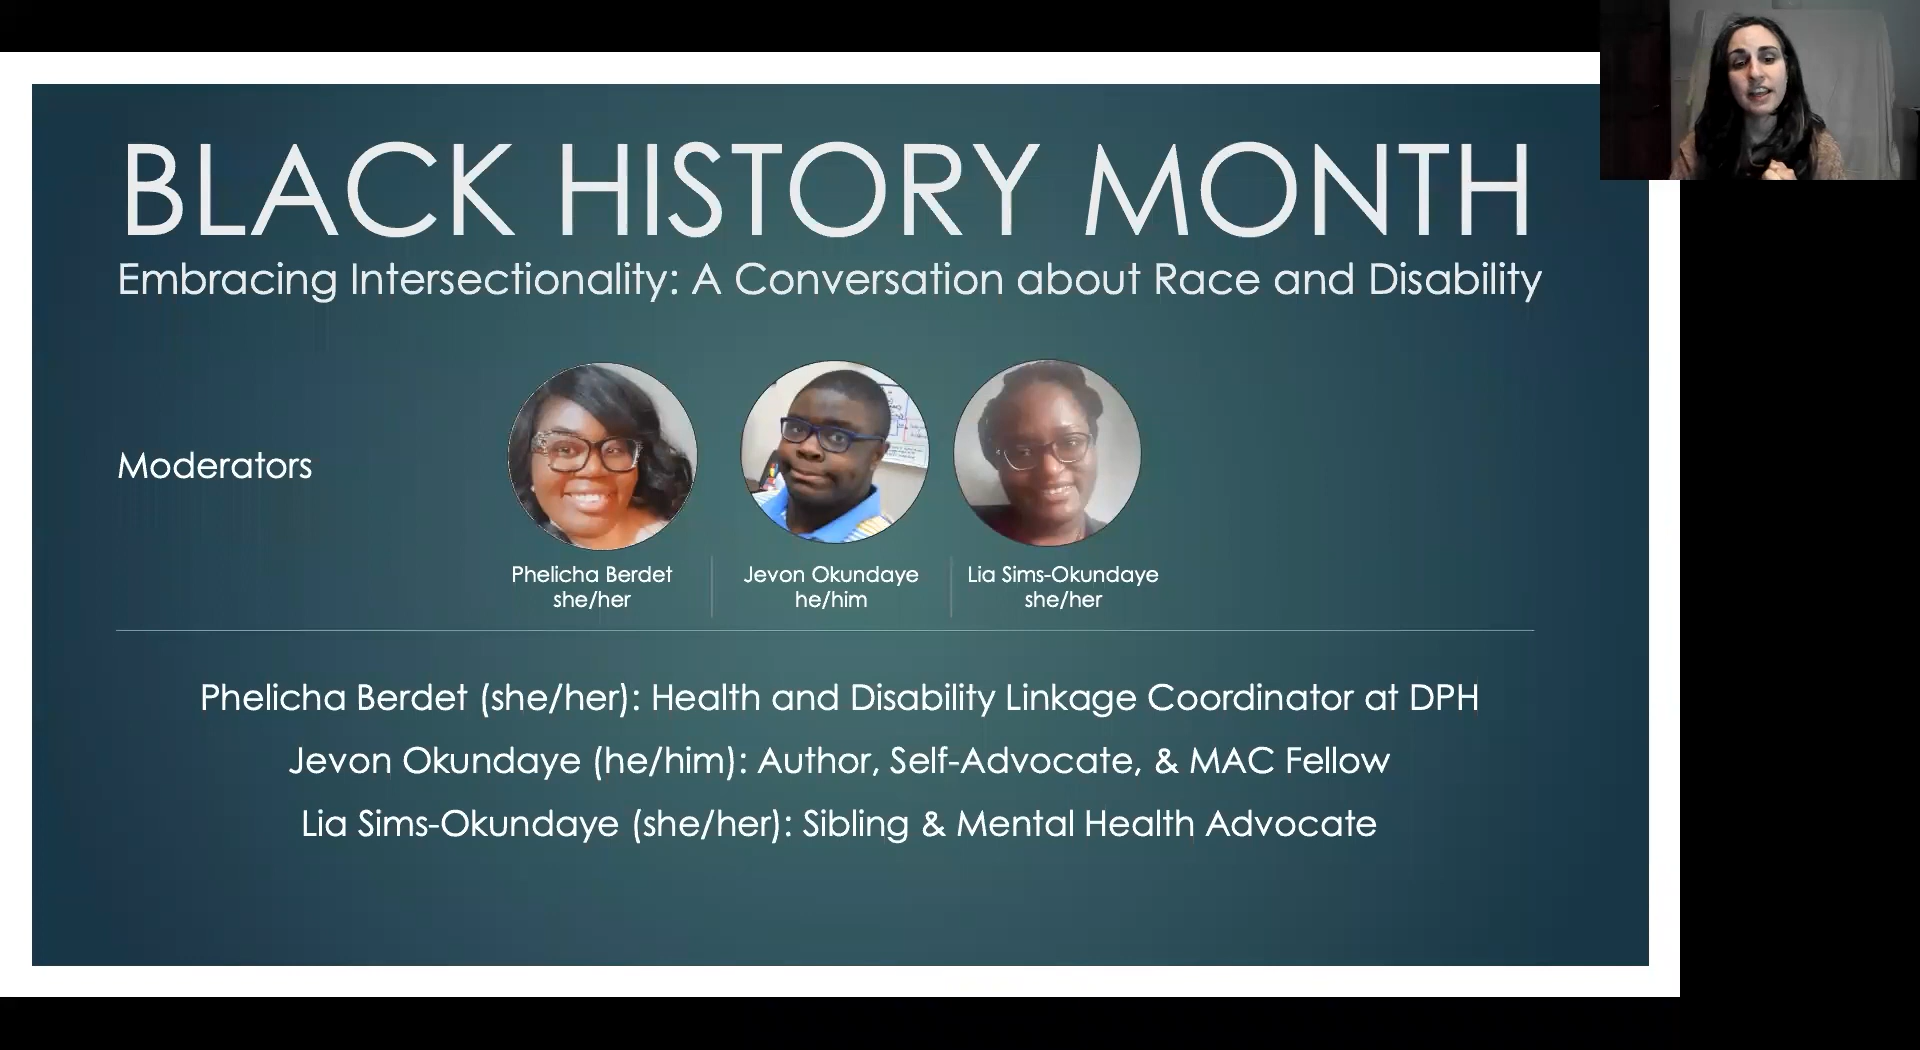 BLACK HISTORY MONTH
Embracing Intersectionality: A Conversation about Race and Disability
Moderators
Phelicha Berdet
she/her
Jevon Okundaye
he/him
Lia Sims-Okundaye
she/her
Phelicha Berdet (she/her): Health and Disability Linkage Coordinator at DPH
Jevon Okundaye (he/him): Author, Self-Advocate, & MAC Fellow
Lia Sims-Okundaye (she/her): Sibling & Mental Health Advocate